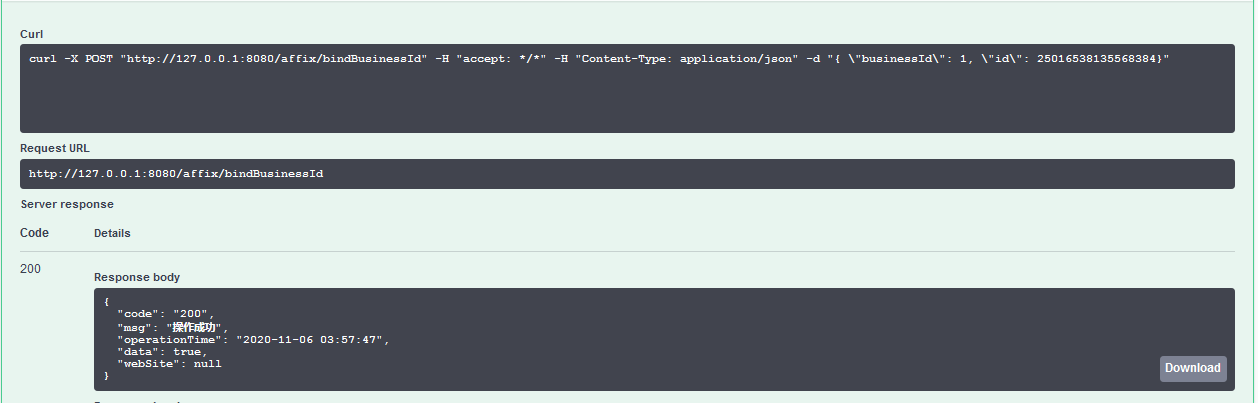 Curl
curl -X POST "http://127.0.0.1:8080/affix/bindBusinessId" -H "accept: */*" -H "Content-Type: application/json" -d "{ \"businessId\": 1, \"id\": 25016538135568384}"
Request URL
http://127.0.0.1:8080/affix/bindBusinessId
Server response
Code Details
200
Response body
{
"code": "200",
"msg": "操作成功",
"operationTime": "2020-11-06 03:57:47",
"data": true,
"webSite": null
}
Download